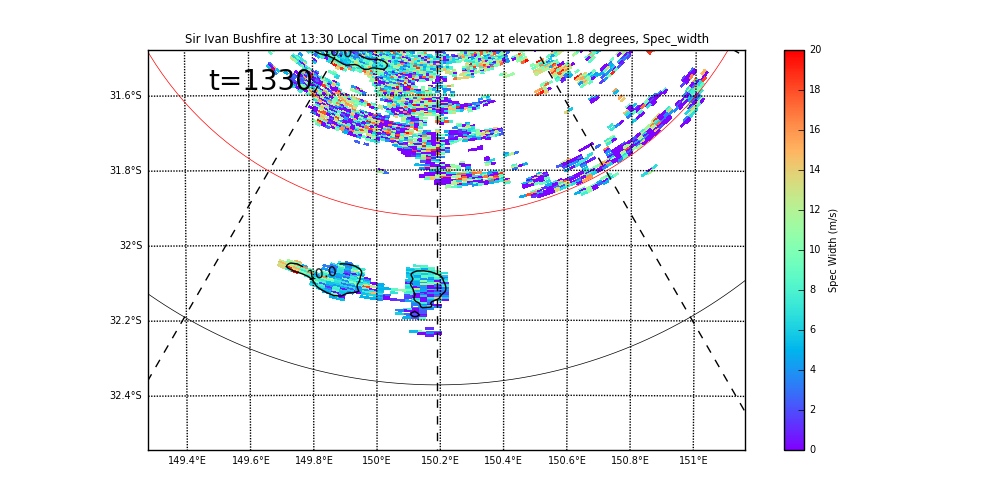 Sir Ivan Bushfire at 13:30 Local Time on 2017 02 12 at elevation 1.8 degrees, Spec_width
t=1330
10.0
31.6°S
31.8°S
32°S
32.2°S
32.4°S
149.4°E 149.6°E 149.8°E 150°E 150.2°E 150.4°E 150.6°E 150.8°E 151°E
20
18
16
14
12
10
8
6
4
2
0
Spec Width (m/s)